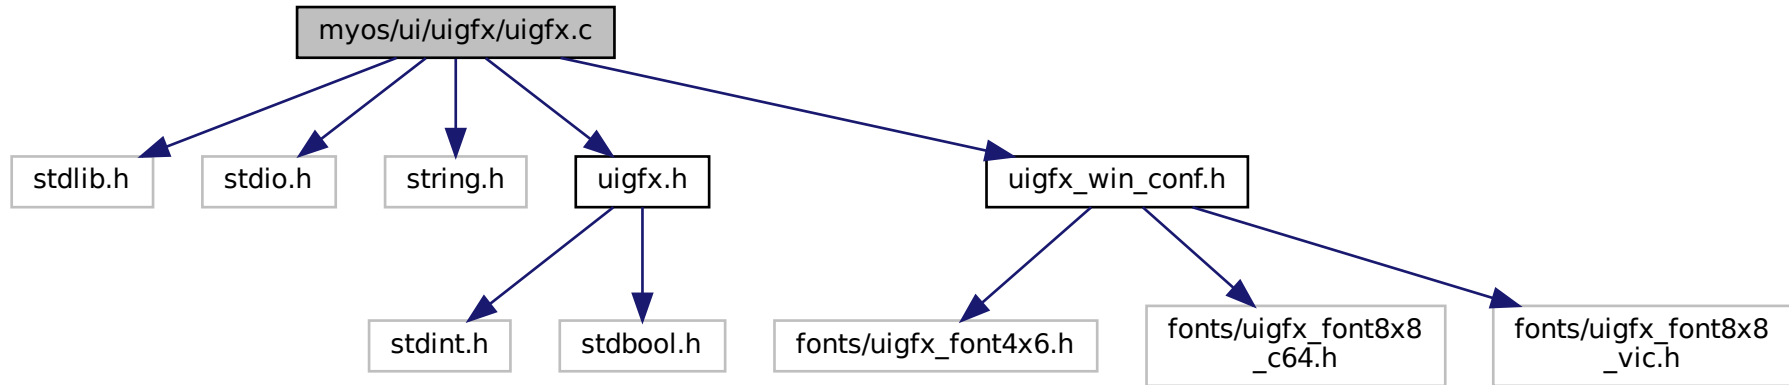 myos/ui/uigfx/uigfx.c
stdlib.h
stdio.h
string.h
uigfx.h
uigfx_win_conf.h
stdint.h
stdbool.h
fonts/uigfx_font4x6.h
fonts/uigfx_font8x8
_c64.h
fonts/uigfx_font8x8
_vic.h